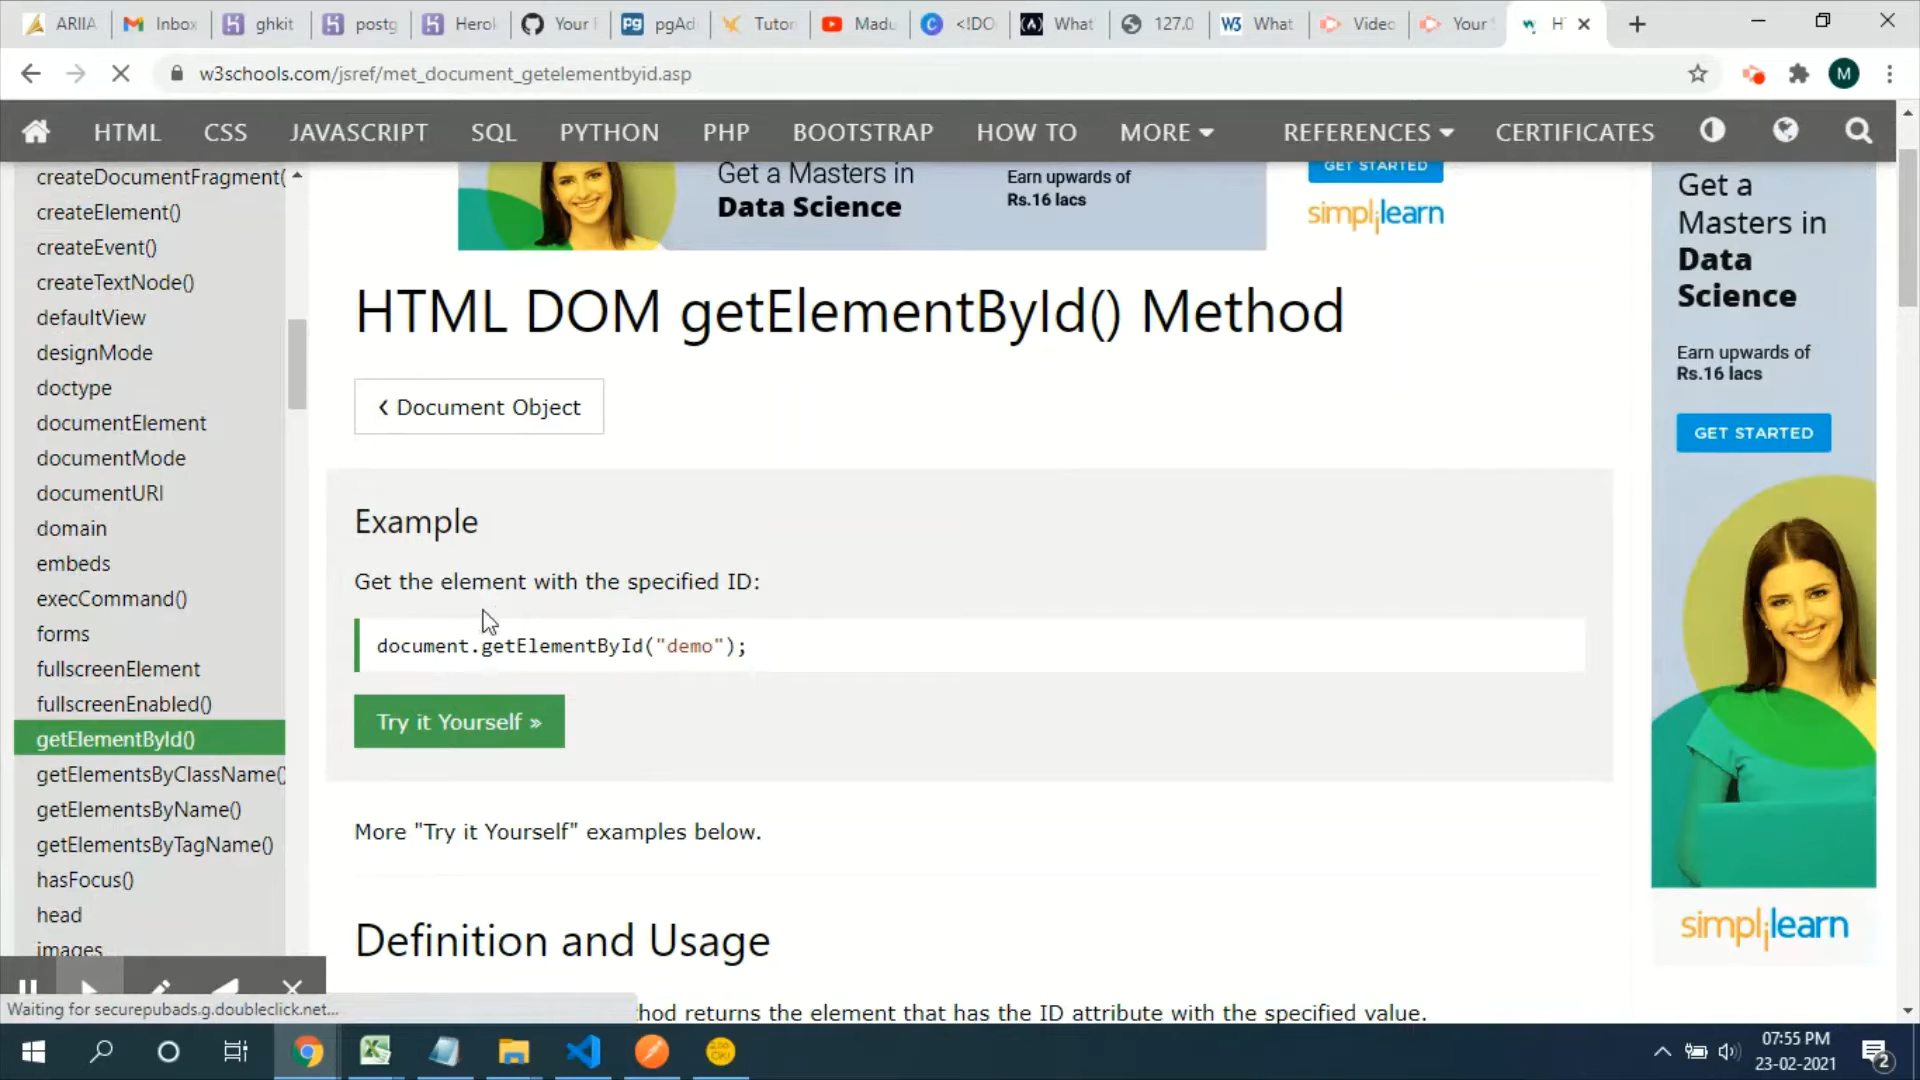 ARIIA
Inbox
ghkit
postg
Herok
Your
pgAd
Tutor
Madu
<!DO
What
127.0
What
Video
Your
H
w3schools.com/jsref/met_document_getelementbyid.asp
M
HTML CSS JAVASCRIPT SQL PYTHON PHP BOOTSTRAP HOW TO MORE REFERENCES CERTIFICATES
createDocumentFragment(
createElement()
createEvent()
createTextNode()
defaultView
designMode
doctype
documentElement
documentMode
documentURI
domain
embeds
execCommand()
forms
fullscreenElement
fullscreenEnabled()
getElementById()
getElementsByClassName()
getElementsByName()
getElementsByTagName()
hasFocus()
head
images
Get a Masters in
Data Science
Earn upwards of
Rs.16 lacs
GET STARTED
simplilearn
HTML DOM getElementById() Method
❮ Document Object
Example
Get the element with the specified ID:
document.getElementById("demo");
Try it Yourself »
More "Try it Yourself" examples below.
Definition and Usage
hod returns the element that has the ID attribute with the specified value.
Get a
Masters in
Data
Science
Earn upwards of
Rs.16 lacs
GET STARTED
simplilearn
Waiting for securepubads.g.doubleclick.net...
07:55 PM
23-02-2021
2